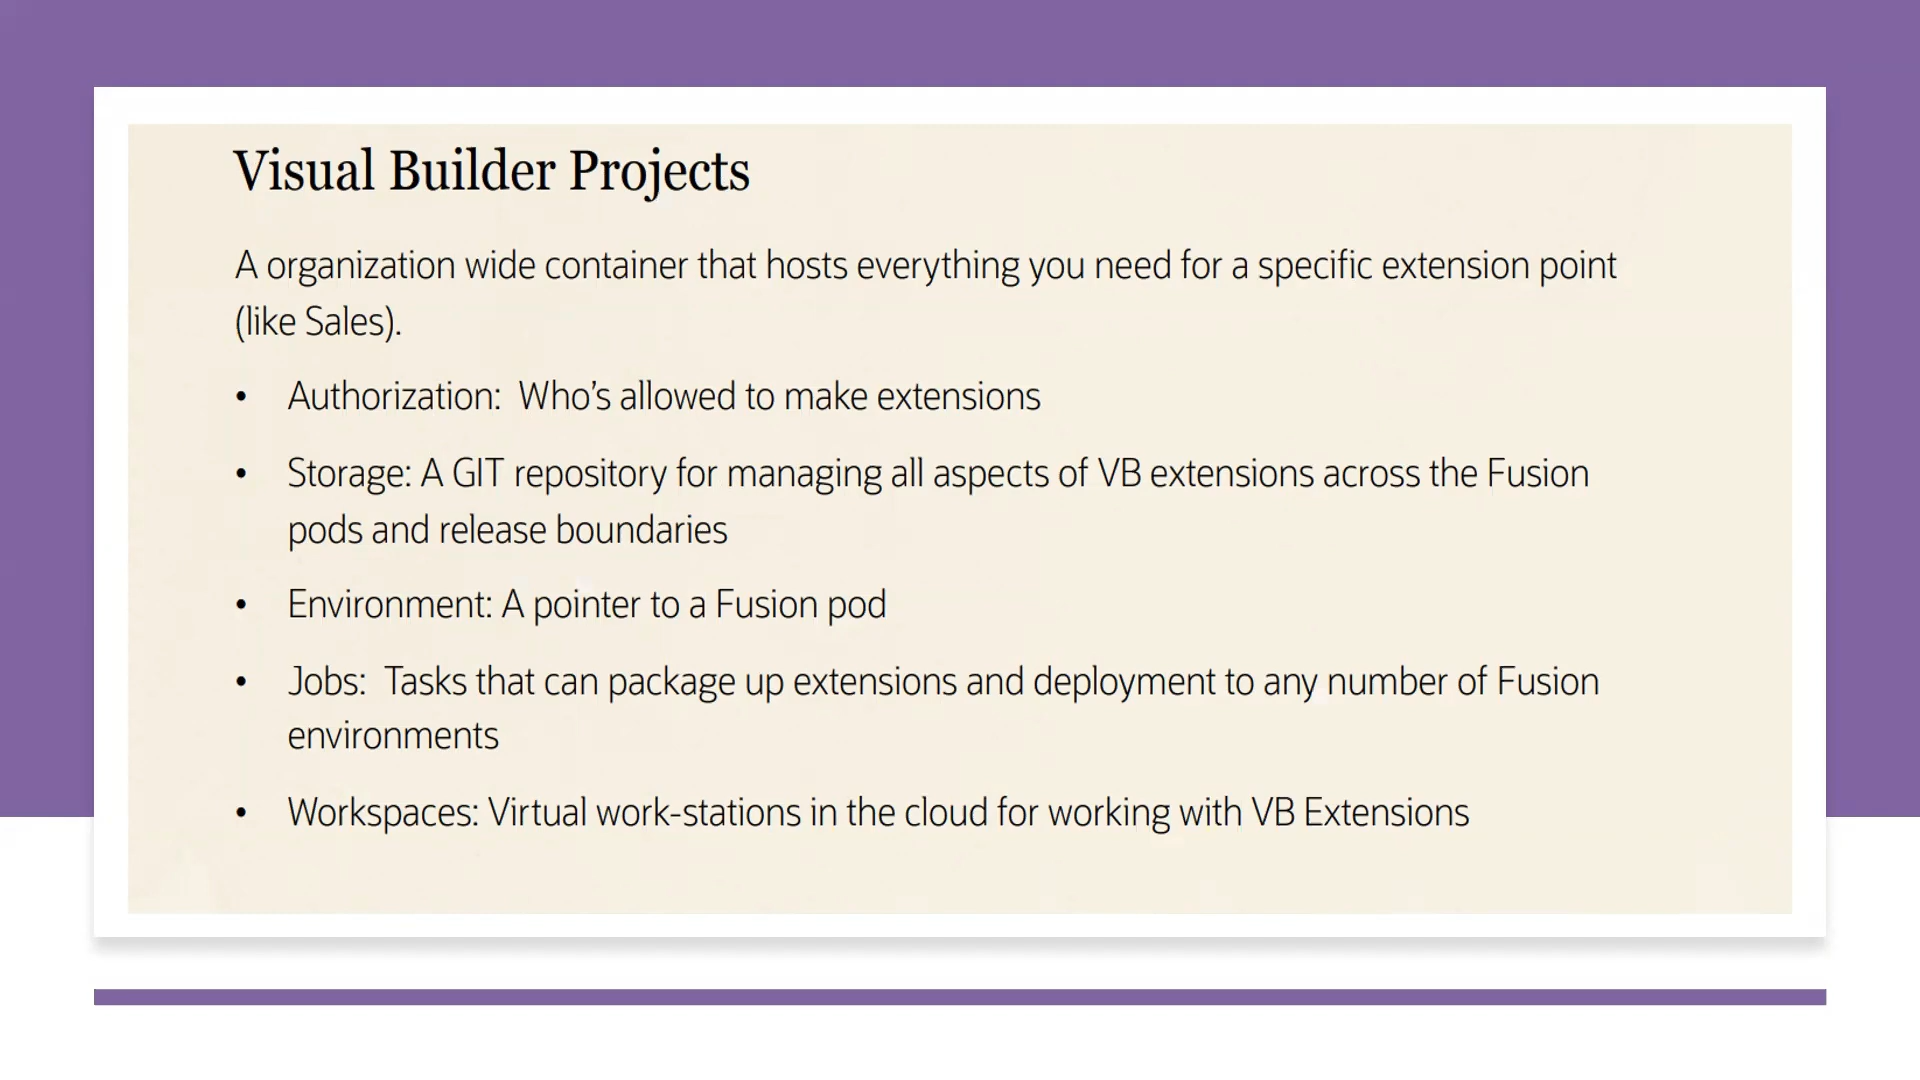 Visual Builder Projects
A organization wide container that hosts everything you need for a specific extension point
(like Sales).
• Authorization:  Who's allowed to make extensions
• Storage: A GIT repository for managing all aspects of VB extensions across the Fusion
pods and release boundaries
• Environment: A pointer to a Fusion pod
• Jobs:  Tasks that can package up extensions and deployment to any number of Fusion
environments
• Workspaces: Virtual work-stations in the cloud for working with VB Extensions